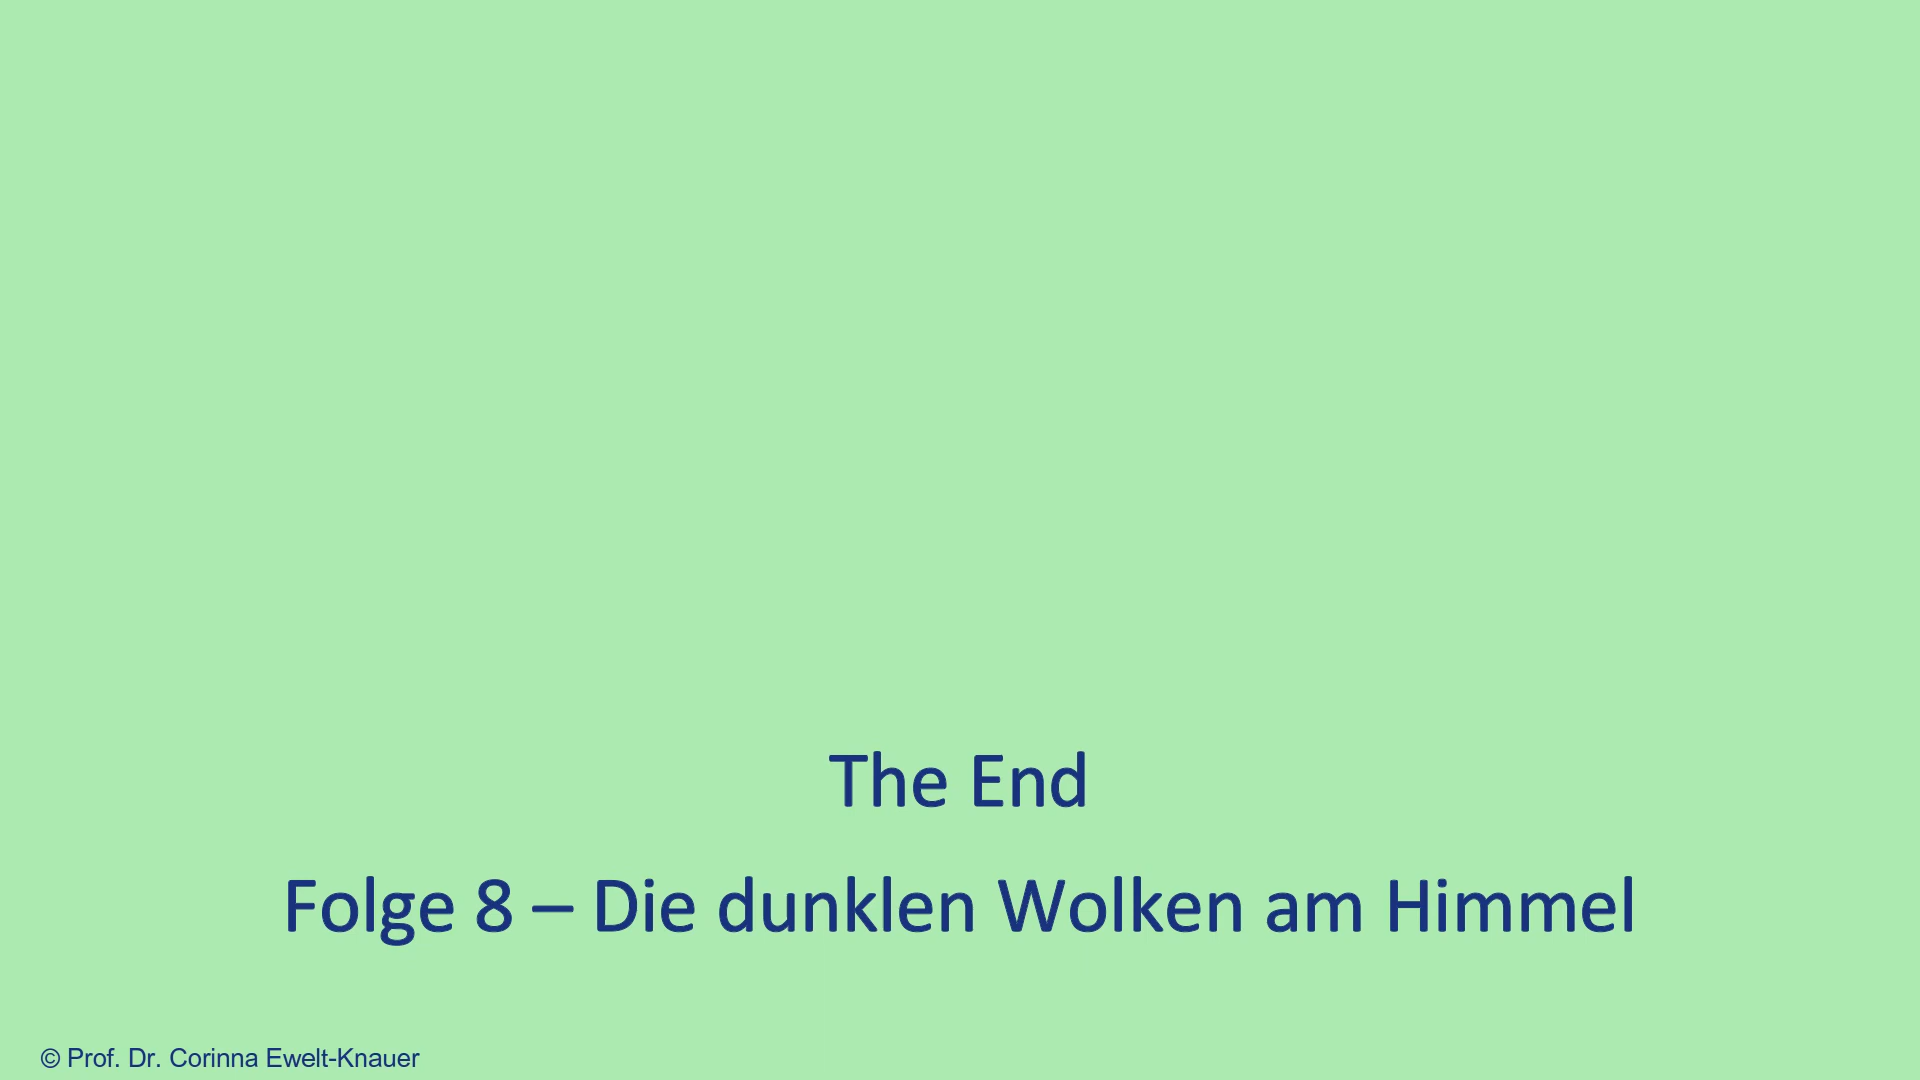 The End
Folge 8 – Die dunklen Wolken am Himmel
© Prof. Dr. Corinna Ewelt-Knauer